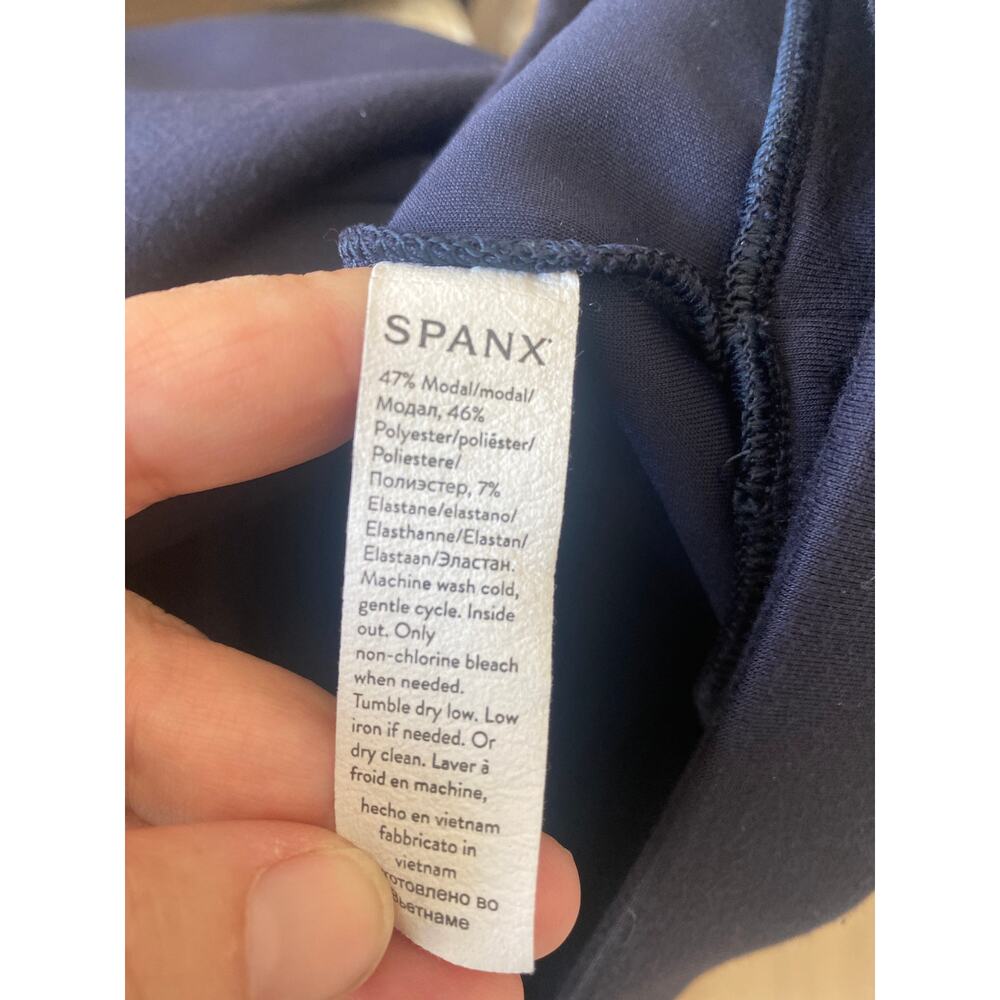 SPANX
47% Modal/modal/
Модал, 46%
Polyester/poliéster/
Poliestere/
Полиэстер, 7%
Elastane/elastano/
Elasthanne/Elastan/
Elastaan/Эластан.
Machine wash cold,
gentle cycle. Inside
out. Only
non-chlorine bleach
when needed.
Tumble dry low. Low
iron if needed. Or
dry clean. Laver à
froid en machine,
hecho en vietnam
fabbricato in
vietnam
во